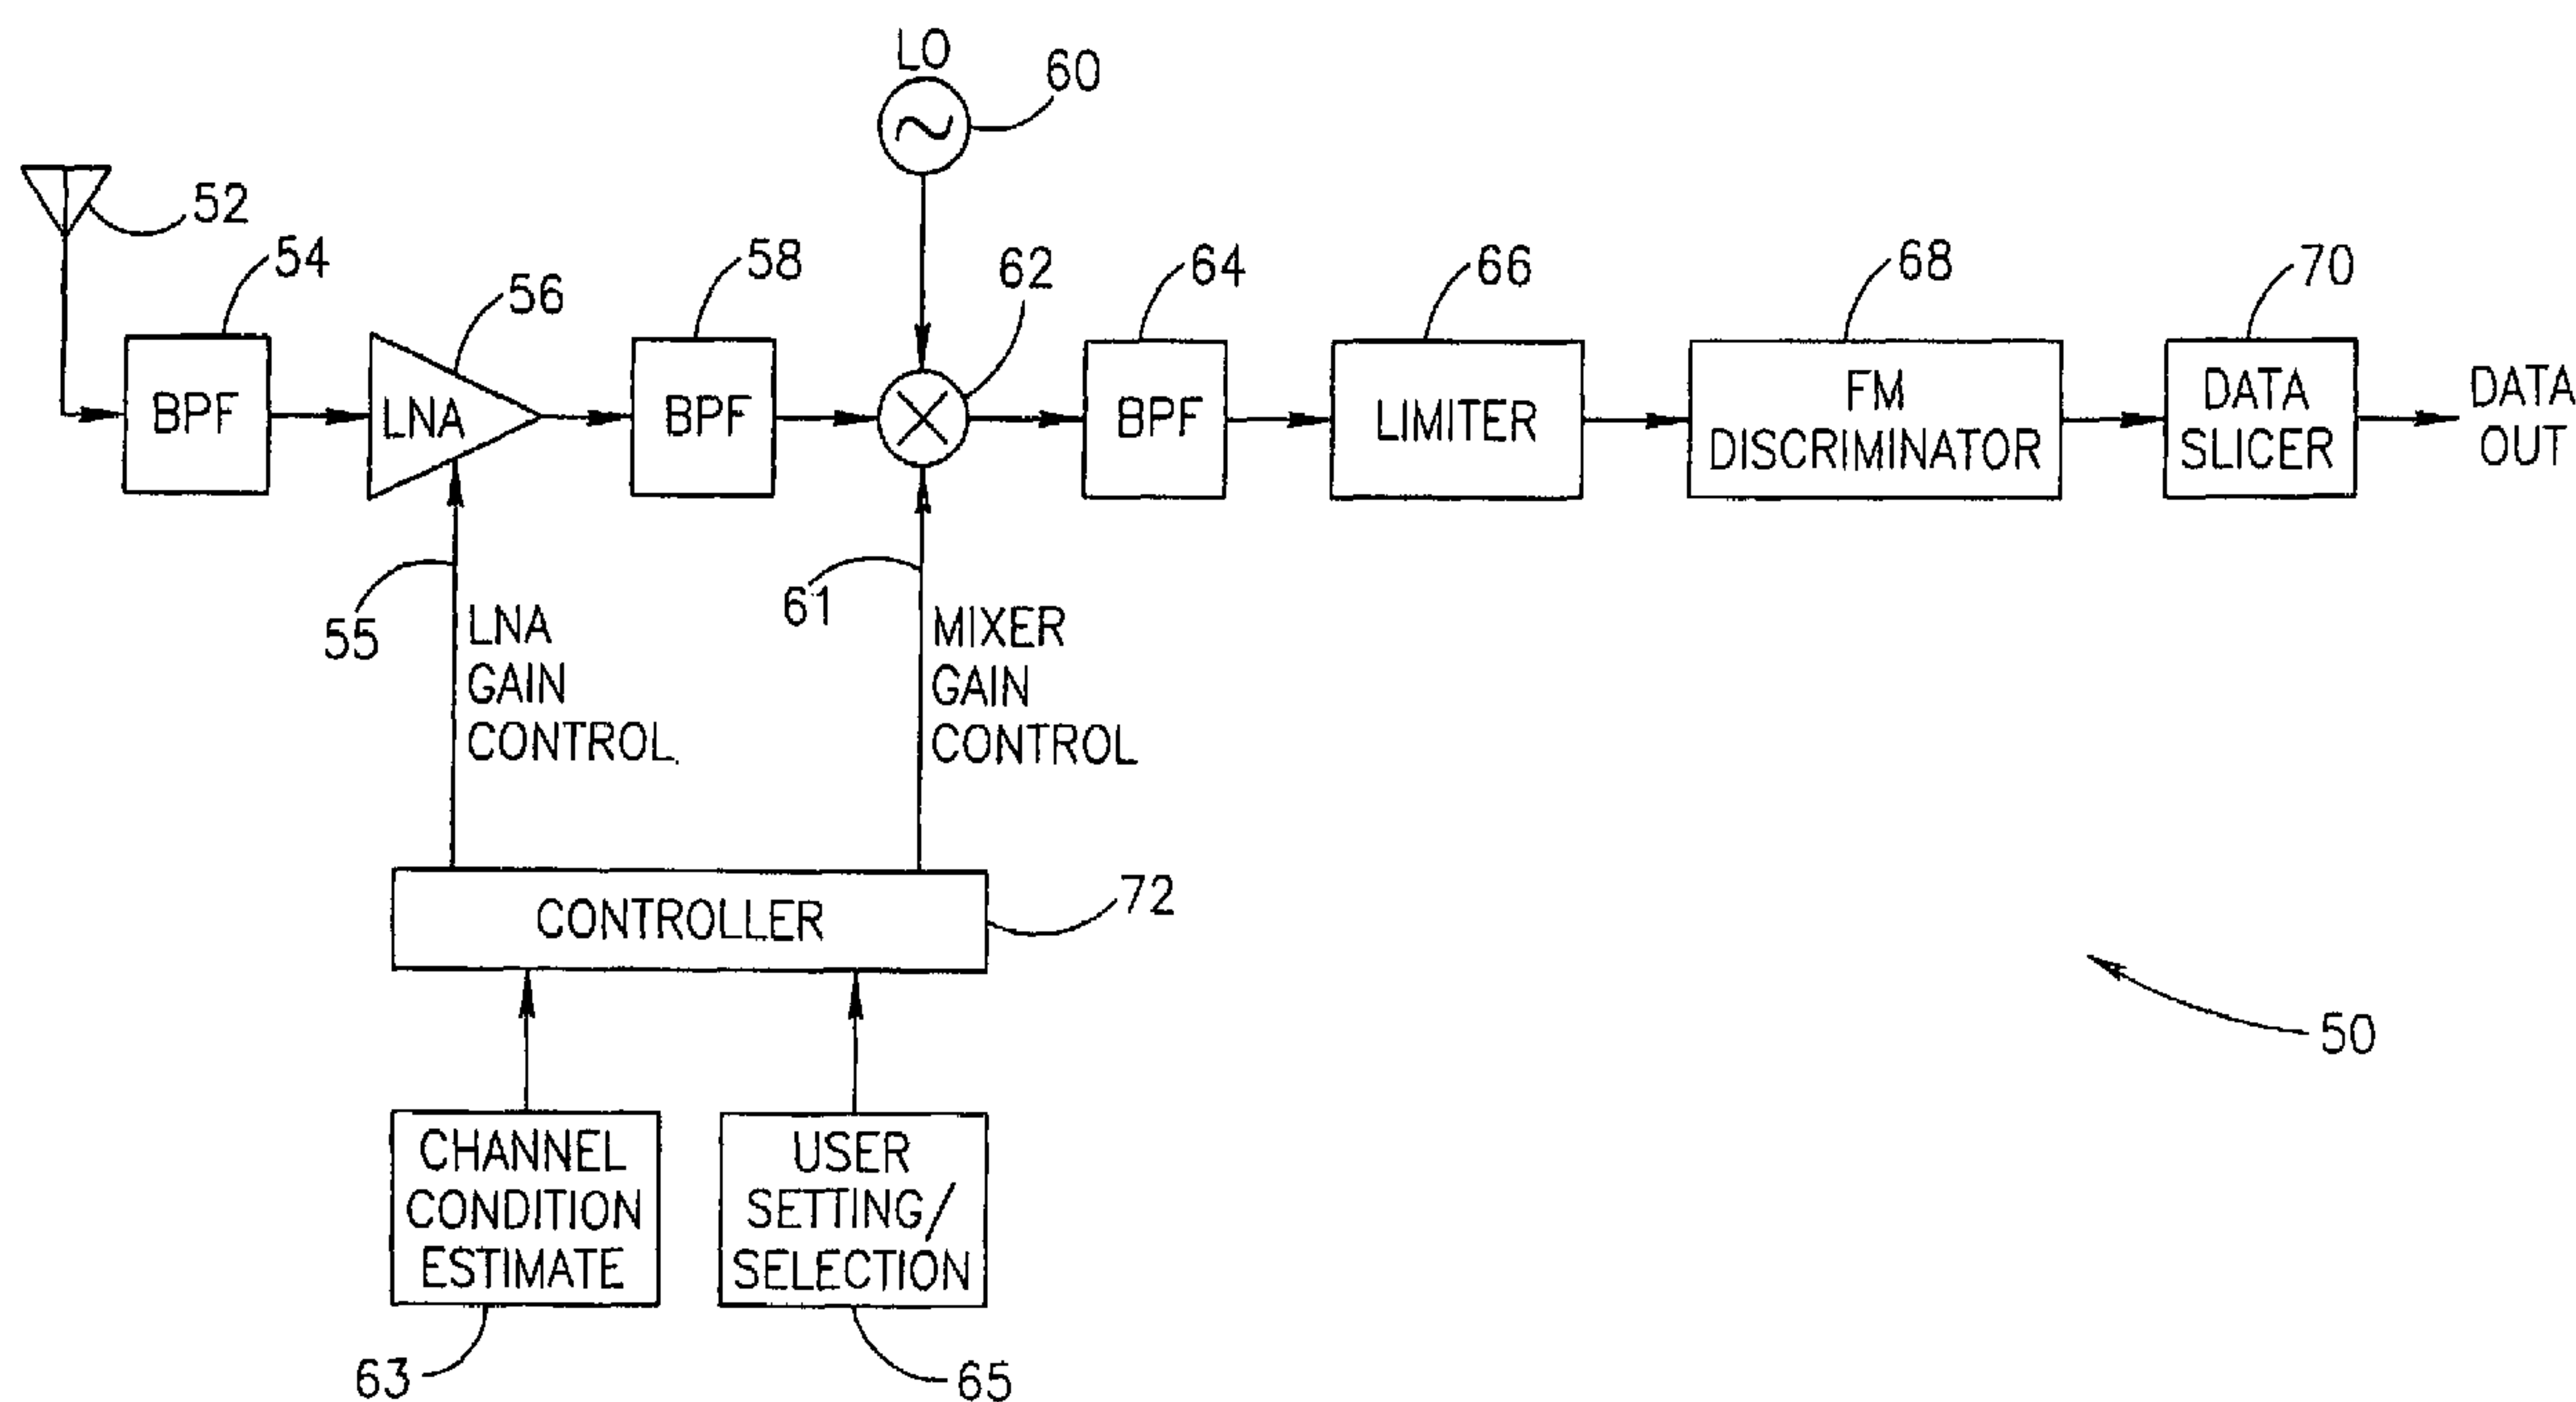 LO
60
52
54
56
58
62
64
66
68
70
BPF
LNA
BPF
BPF
LIMITER
FM
DISCRIMINATOR
DATA
SLICER
DATA
OUT
55
LNA
GAIN
CONTROL
61
MIXER
GAIN
CONTROL
CONTROLLER
72
50
CHANNEL
CONDITION
ESTIMATE
USER
SETTING/
SELECTION
63
65